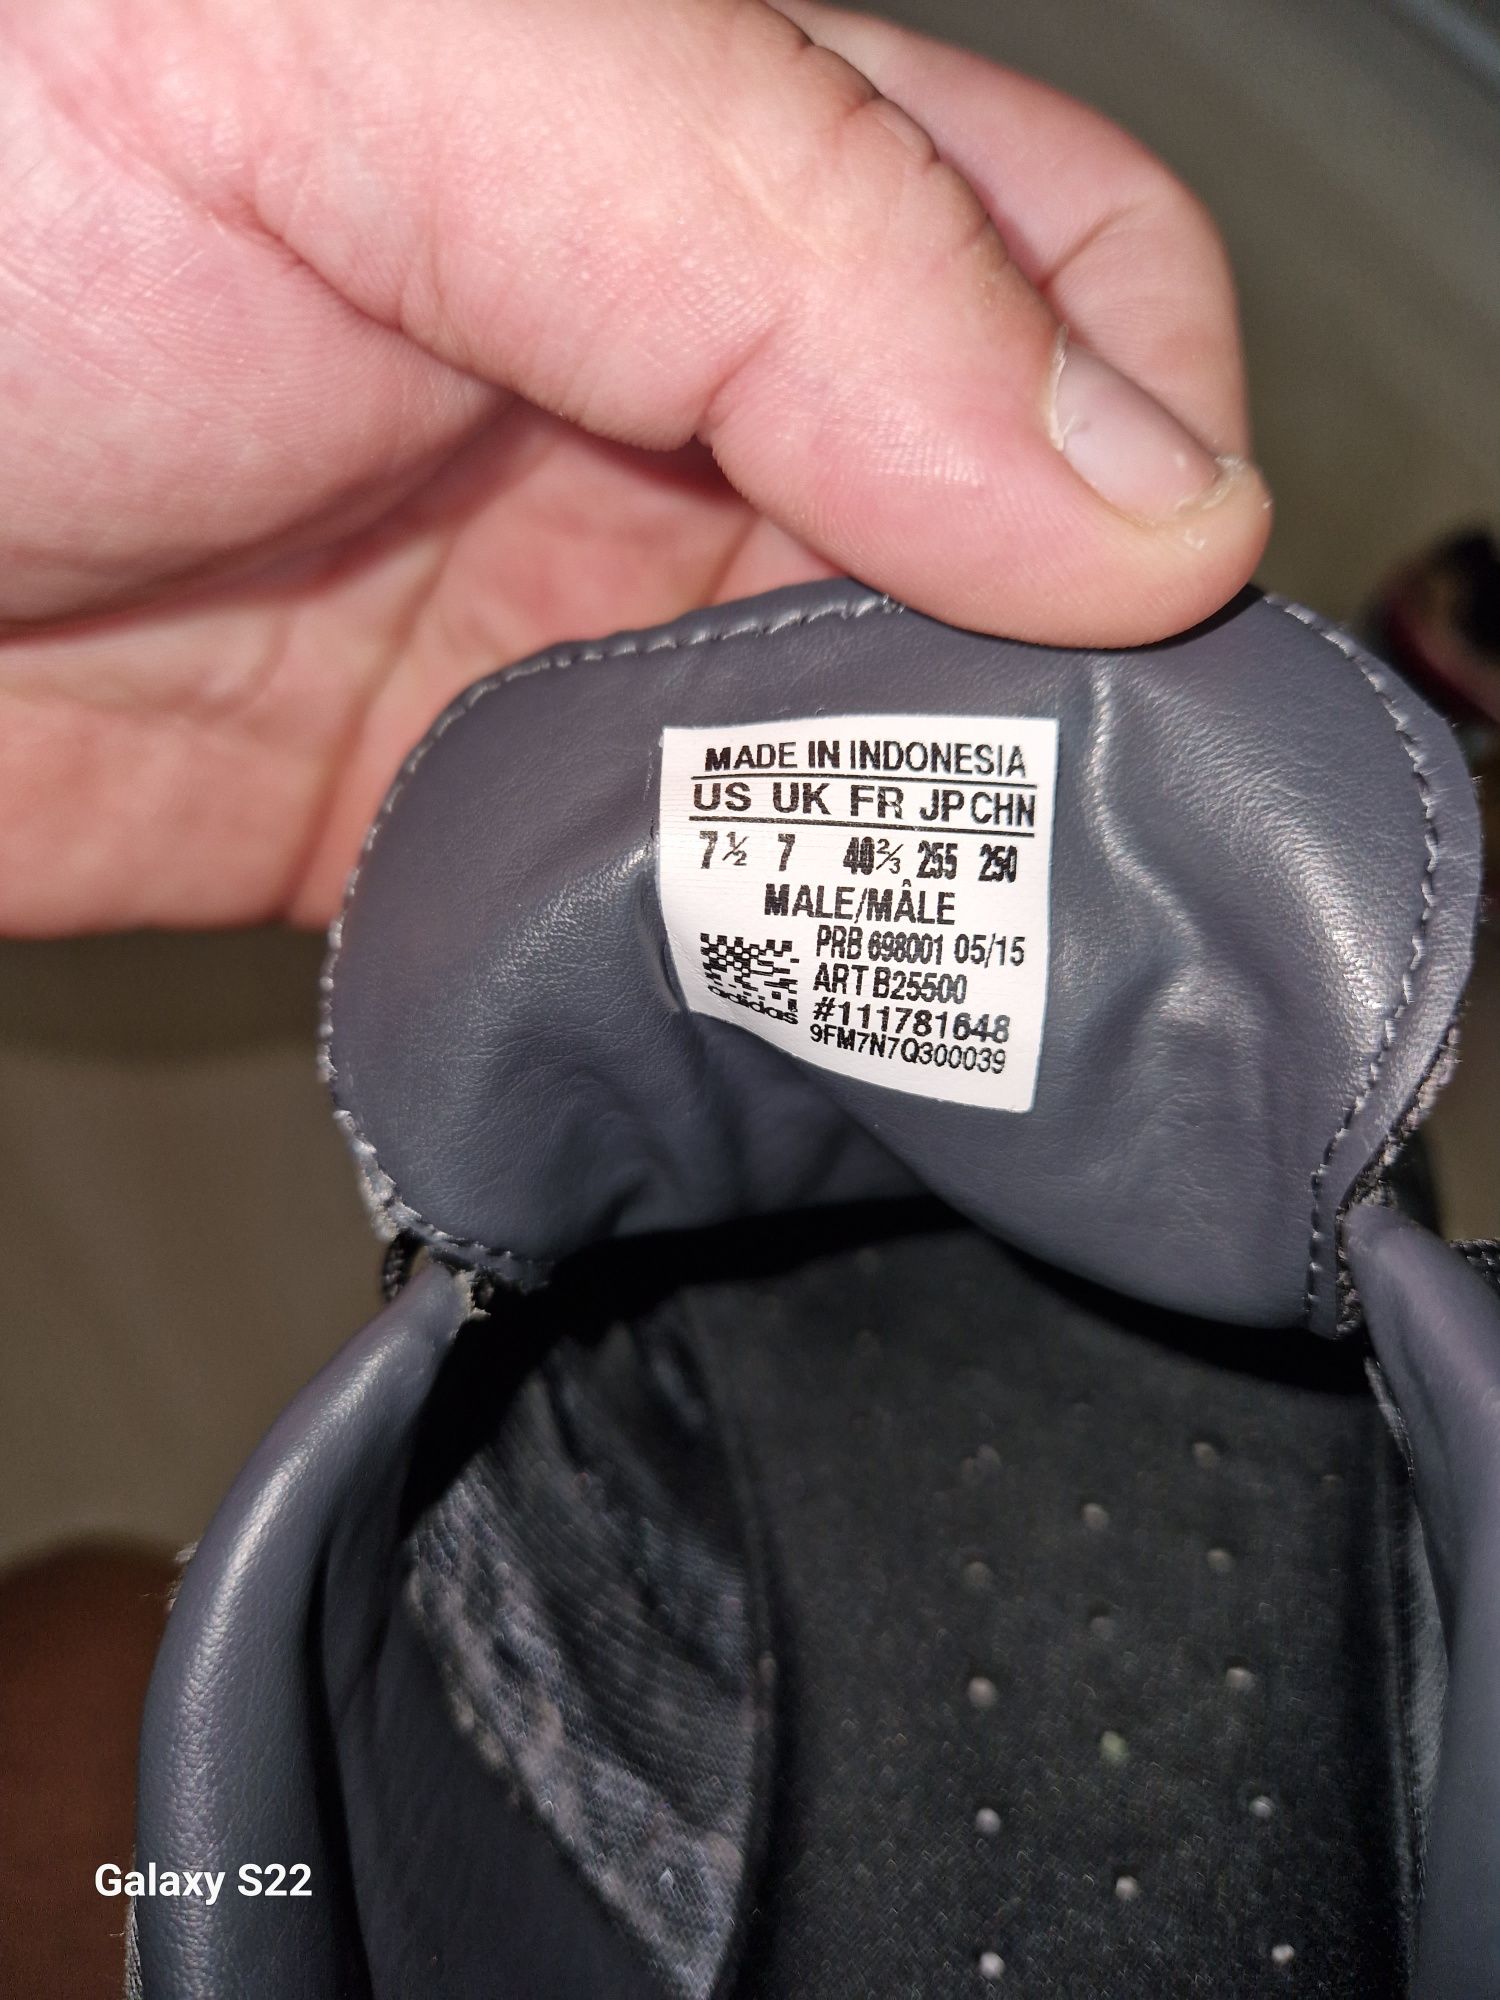 MADE IN INDONESIA
US UK FR JP CHN
7½ 7 40⅔ 255 250
MALE/MÂLE
PRB 698001 05/15
ART B25500
adidas
#111781648
9FM7N7Q300039
Galaxy S22